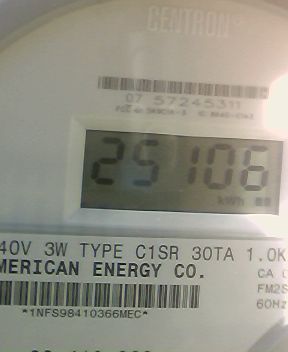 CENTRON
07 57245311
25106
kWh
40V 3W TYPE C1SR 30TA 1.0K
MERICAN ENERGY CO.
CA 0
FM2S
60Hz
*1NFS98410366MEC*